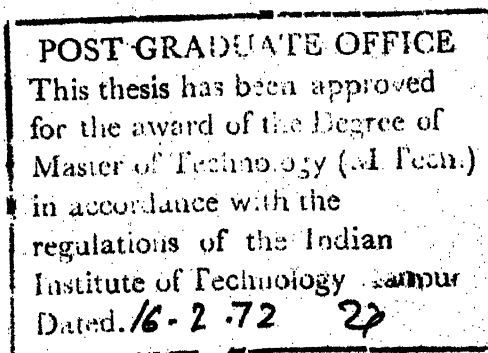 POST GRADUATE OFFICE
This thesis has been approved
for the award of the Degree of
Master of Technology (M Tech.)
in accordance with the
regulations of the Indian
Institute of Technology Kanpur
Dated. 16-2.72